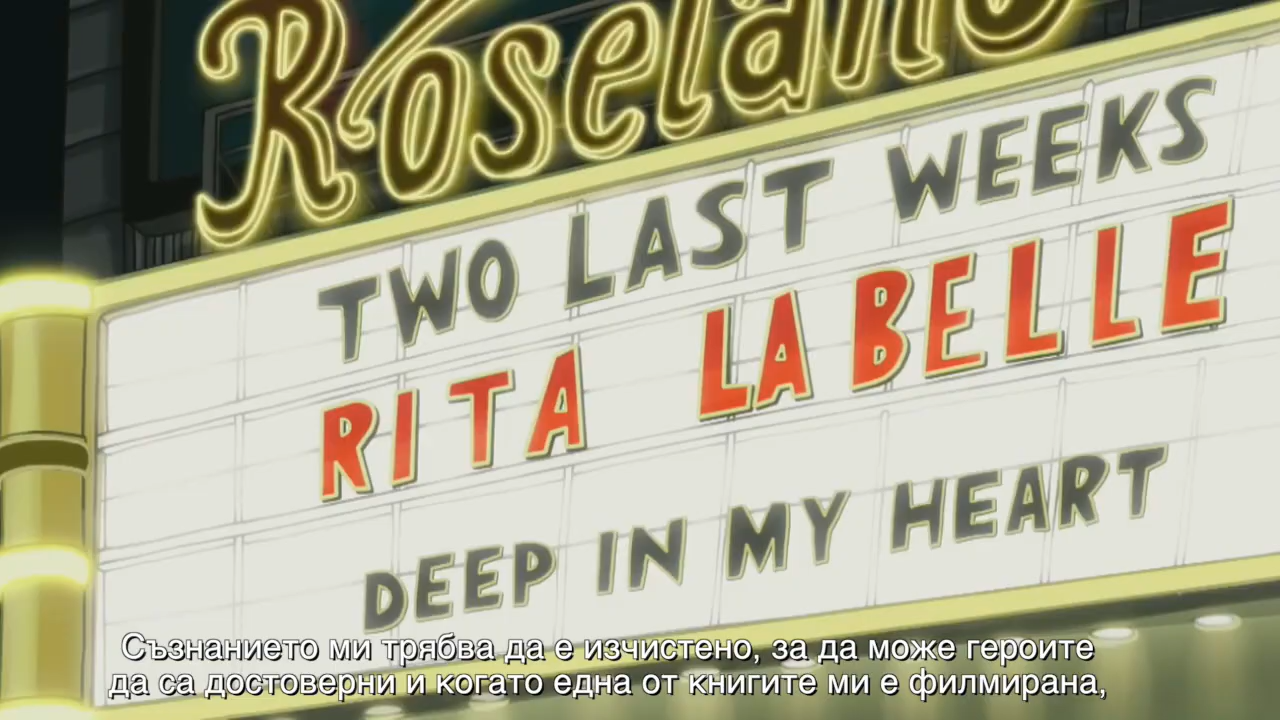 Roseland
TWO LAST WEEKS
RITA LA BELLE
DEEP IN MY HEART
Съзнанието ми трябва да е изчистено, за да може героите
да са достоверни и когато една от книгите ми е филмирана,